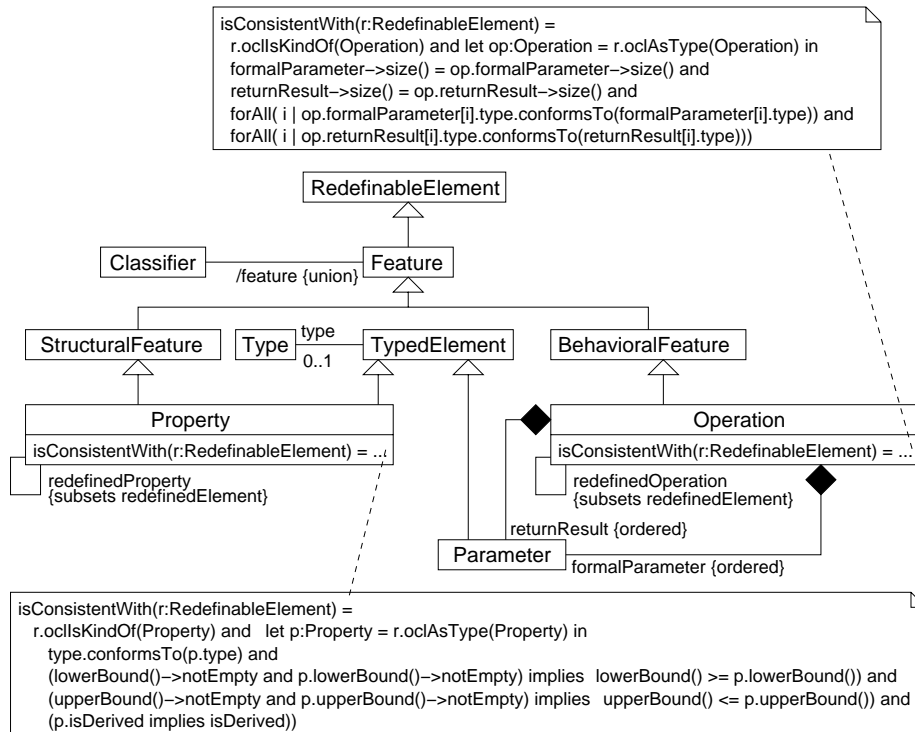 isConsistentWith(r:RedefinableElement) =
r.oclIsKindOf(Operation) and let op:Operation = r.oclAsType(Operation) in
formalParameter−>size() = op.formalParameter−>size() and
returnResult−>size() = op.returnResult−>size() and
forAll( i | op.formalParameter[i].type.conformsTo(formalParameter[i].type)) and
forAll( i | op.returnResult[i].type.conformsTo(returnResult[i].type)))
RedefinableElement
Classifier
/feature {union}
Feature
StructuralFeature
Type
type
0..1
TypedElement
BehavioralFeature
Property
isConsistentWith(r:RedefinableElement) = ...
redefinedProperty
{subsets redefinedElement}
Operation
isConsistentWith(r:RedefinableElement) = ...
redefinedOperation
{subsets redefinedElement}
returnResult {ordered}
Parameter
formalParameter {ordered}
isConsistentWith(r:RedefinableElement) =
r.oclIsKindOf(Property) and let p:Property = r.oclAsType(Property) in
type.conformsTo(p.type) and
(lowerBound()−>notEmpty and p.lowerBound()−>notEmpty) implies lowerBound() >= p.lowerBound()) and
(upperBound()−>notEmpty and p.upperBound()−>notEmpty) implies upperBound() <= p.upperBound()) and
(p.isDerived implies isDerived))